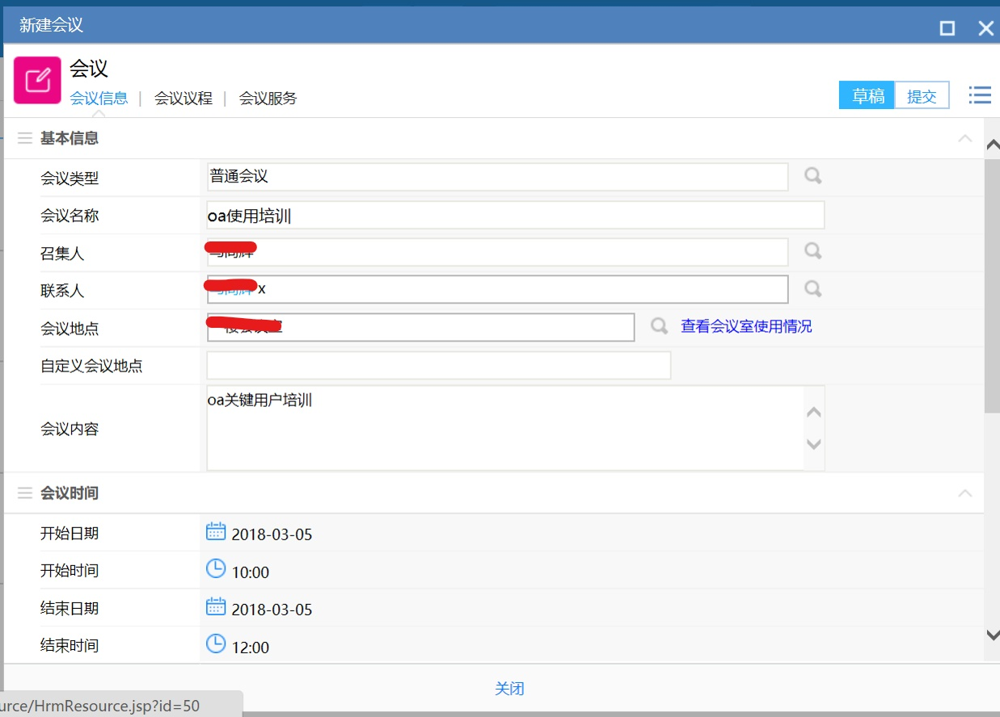 新建会议
会议
会议信息 | 会议议程 | 会议服务
草稿 提交
基本信息
会议类型 普通会议
会议名称 oa使用培训
召集人
联系人 x
会议地点 查看会议室使用情况
自定义会议地点
会议内容 oa关键用户培训
会议时间
开始日期 2018-03-05
开始时间 10:00
结束日期 2018-03-05
结束时间 12:00
关闭
urce/HrmResource.jsp?id=50